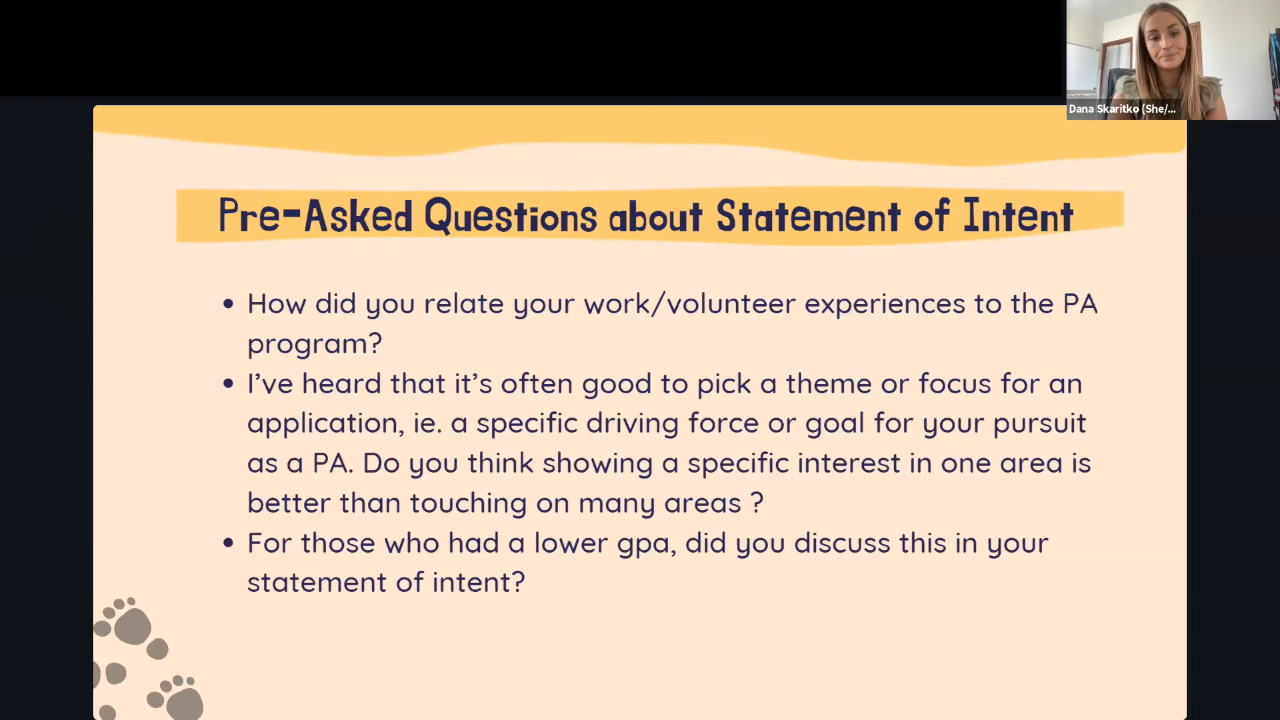 Dana Skaritko (She/...
Pre-Asked Questions about Statement of Intent
• How did you relate your work/volunteer experiences to the PA
program?
• I've heard that it's often good to pick a theme or focus for an
application, ie. a specific driving force or goal for your pursuit
as a PA. Do you think showing a specific interest in one area is
better than touching on many areas ?
• For those who had a lower gpa, did you discuss this in your
statement of intent?